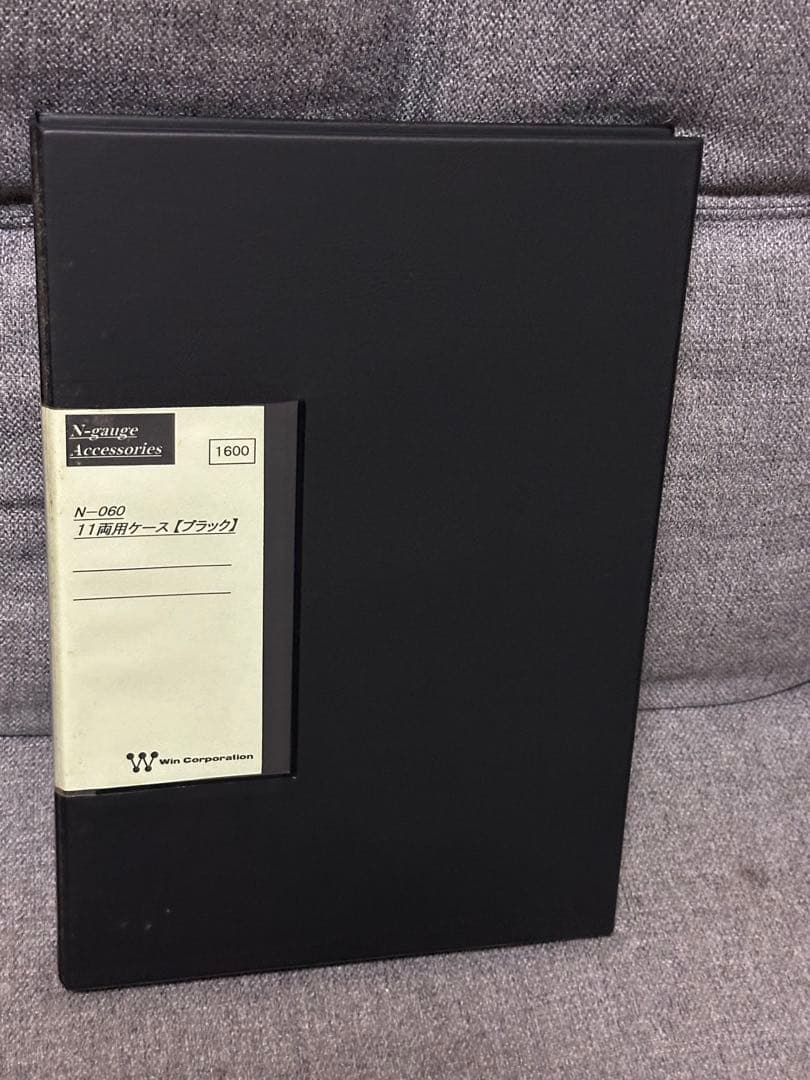 N-gauge
Accessories
1600
N-060
11両用ケース【ブラック】
Win Corporation